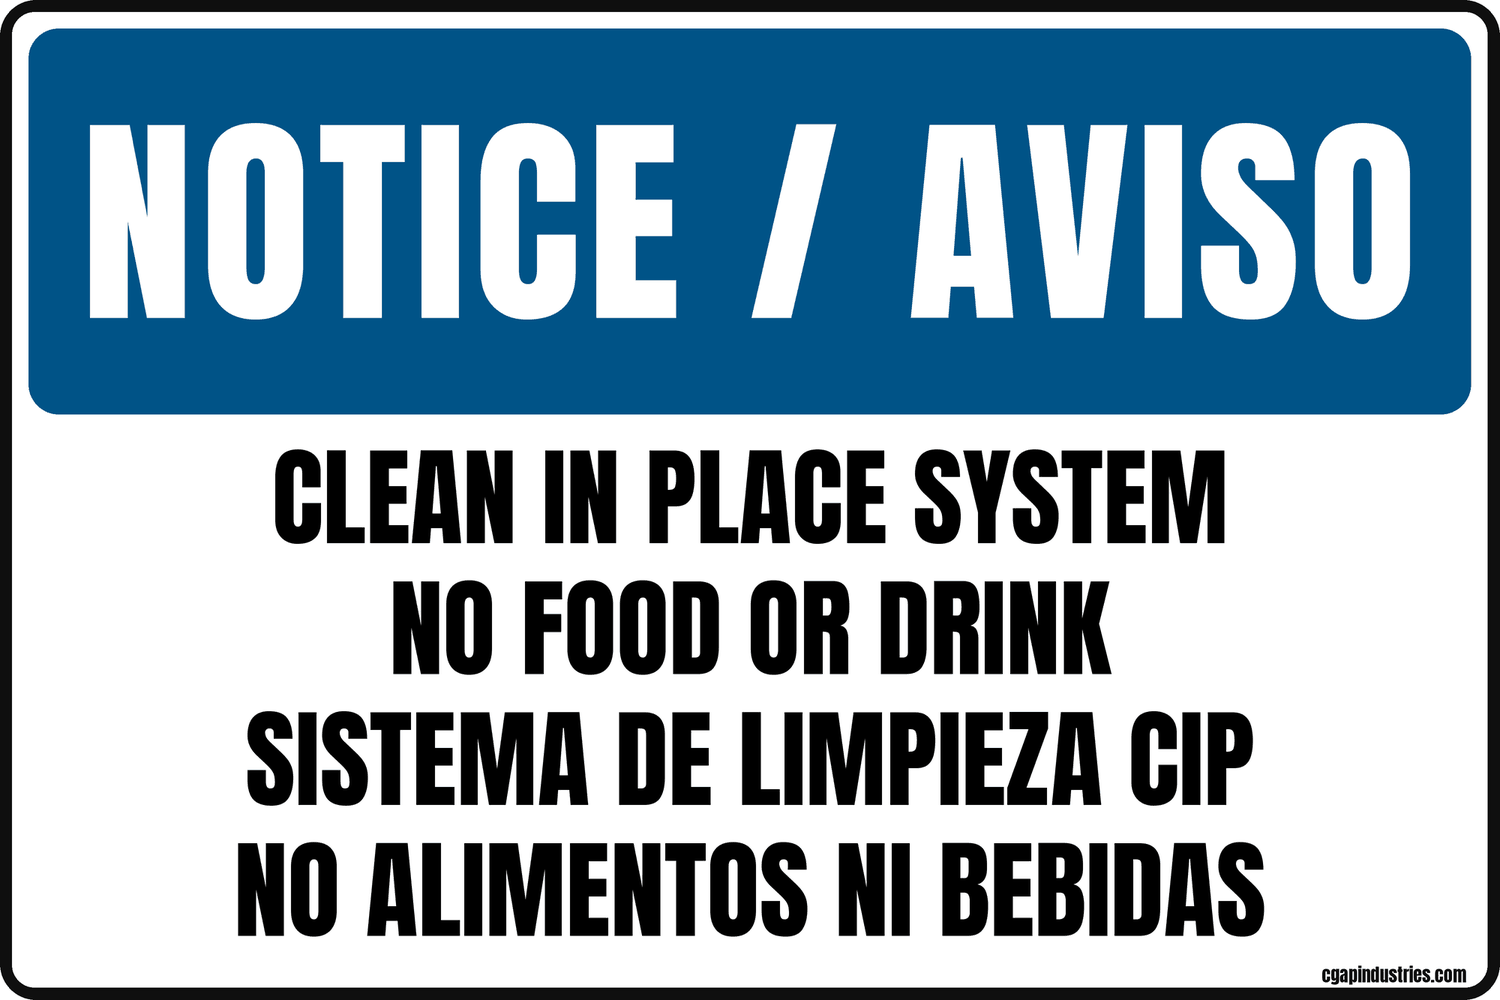 NOTICE / AVISO
CLEAN IN PLACE SYSTEM
NO FOOD OR DRINK
SISTEMA DE LIMPIEZA CIP
NO ALIMENTOS NI BEBIDAS
cgapindustries.com